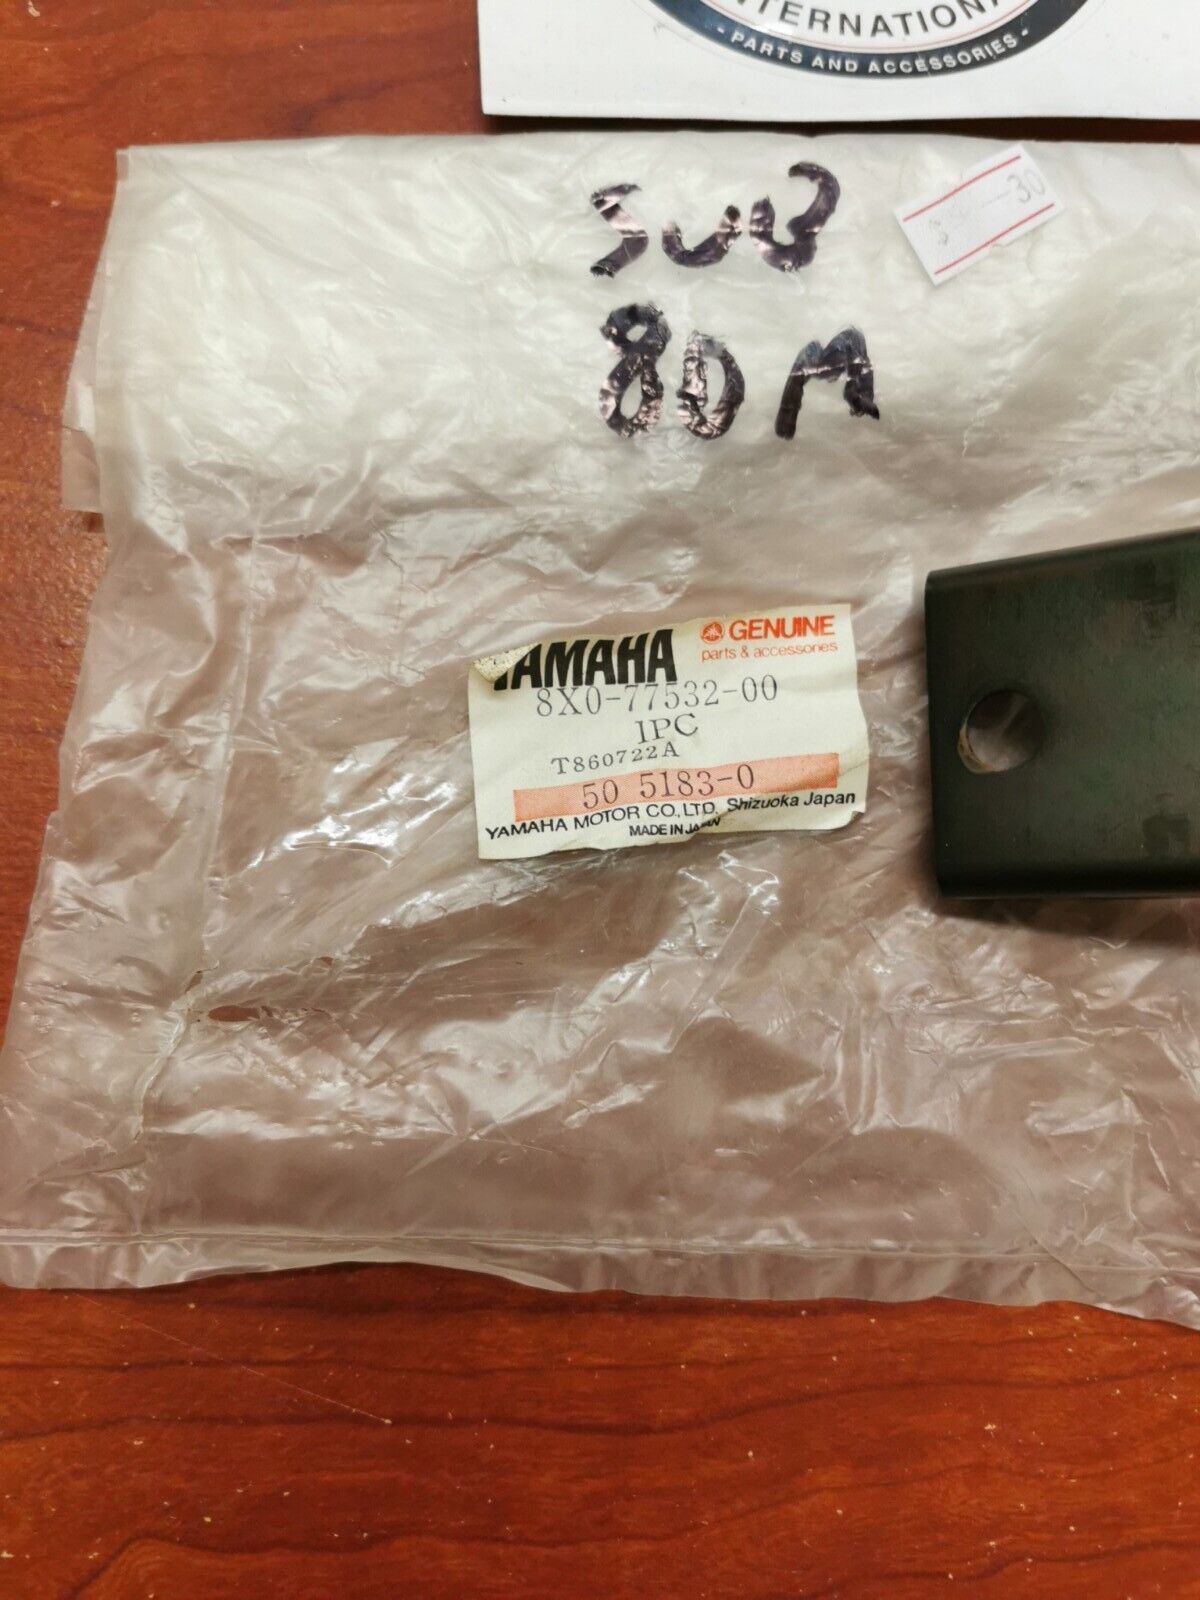 INTERNATIONAL
- PARTS AND ACCESSORIES -
30
SUB
80M
YAMAHA
GENUINE
parts & accessories
8X0-77532-00
1PC
T860722A
50 5183-0
YAMAHA MOTOR CO., LTD. Shizuoka Japan
MADE IN JAPAN